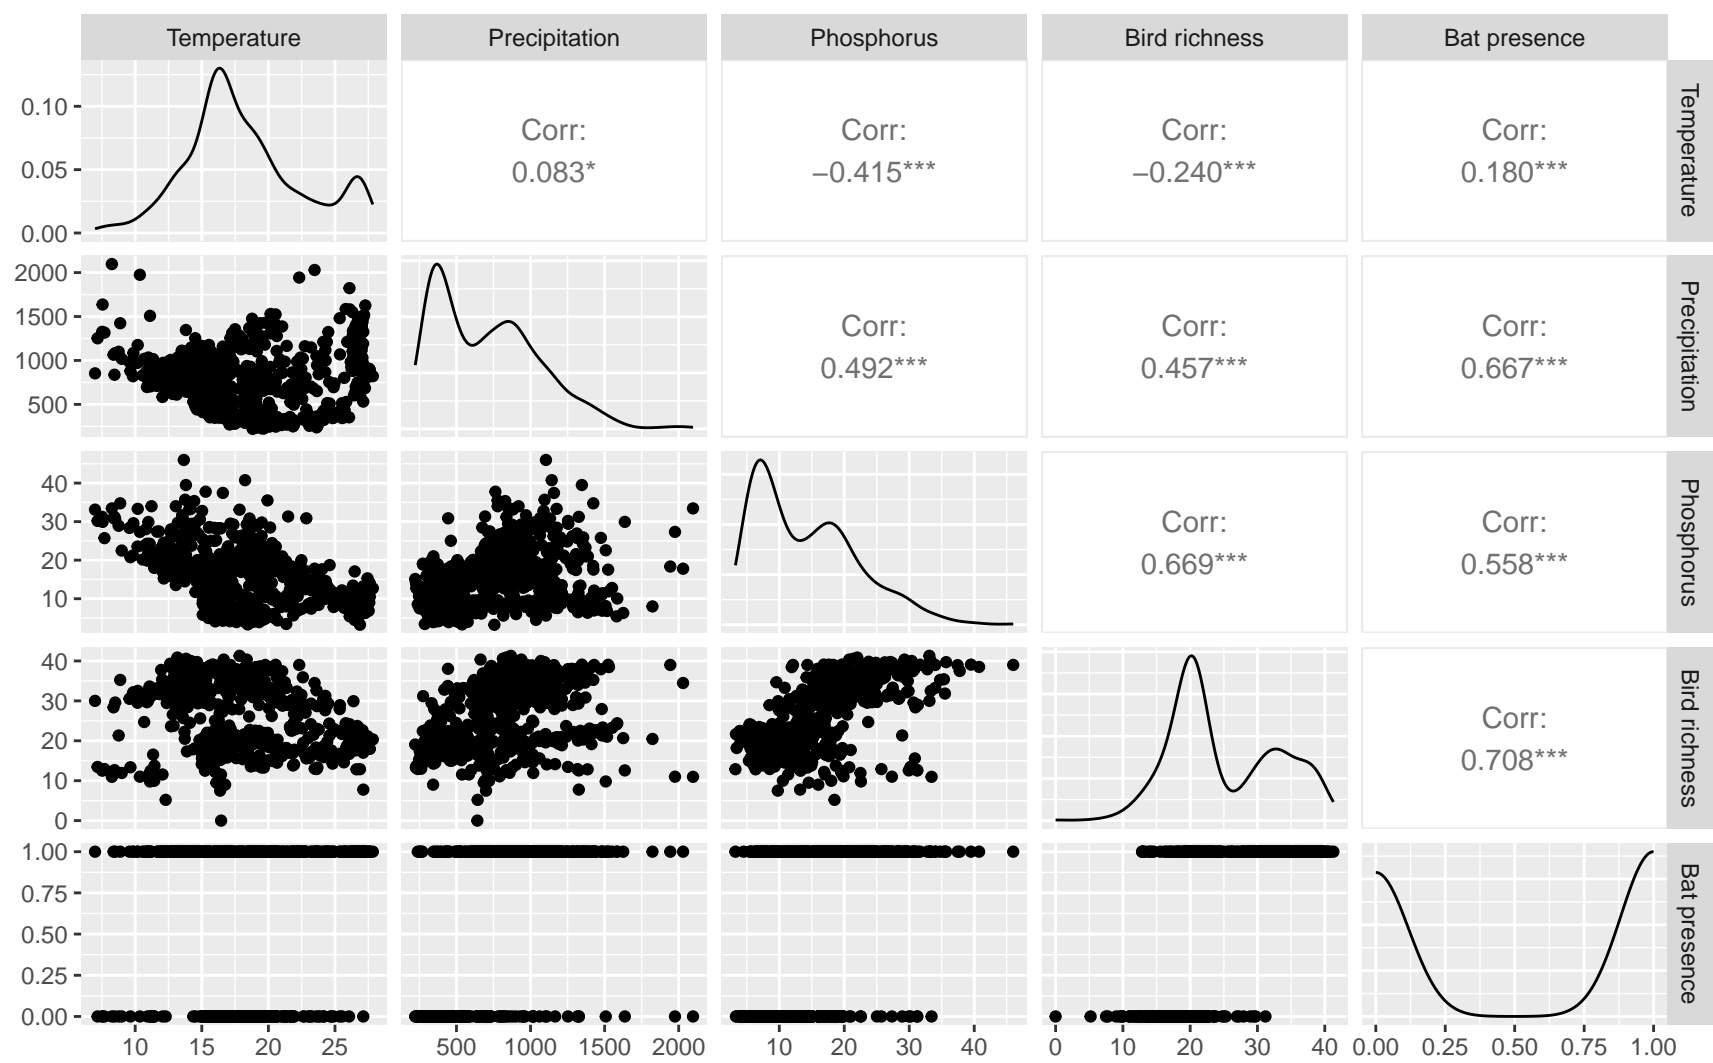 Temperature Precipitation Phosphorus Bird richness Bat presence
0.10
0.05
0.00
Corr:
0.083*
Corr:
−0.415***
Corr:
−0.240***
Corr:
0.180***
Temperature
2000
1500
1000
500
Corr:
0.492***
Corr:
0.457***
Corr:
0.667***
Precipitation
40
30
20
10
Corr:
0.669***
Corr:
0.558***
Phosphorus
40
30
20
10
0
Corr:
0.708***
Bird richness
1.00
0.75
0.50
0.25
0.00
Bat presence
10 15 20 25 500 1000 1500 2000 10 20 30 40 0 10 20 30 40 0.00 0.25 0.50 0.75 1.00